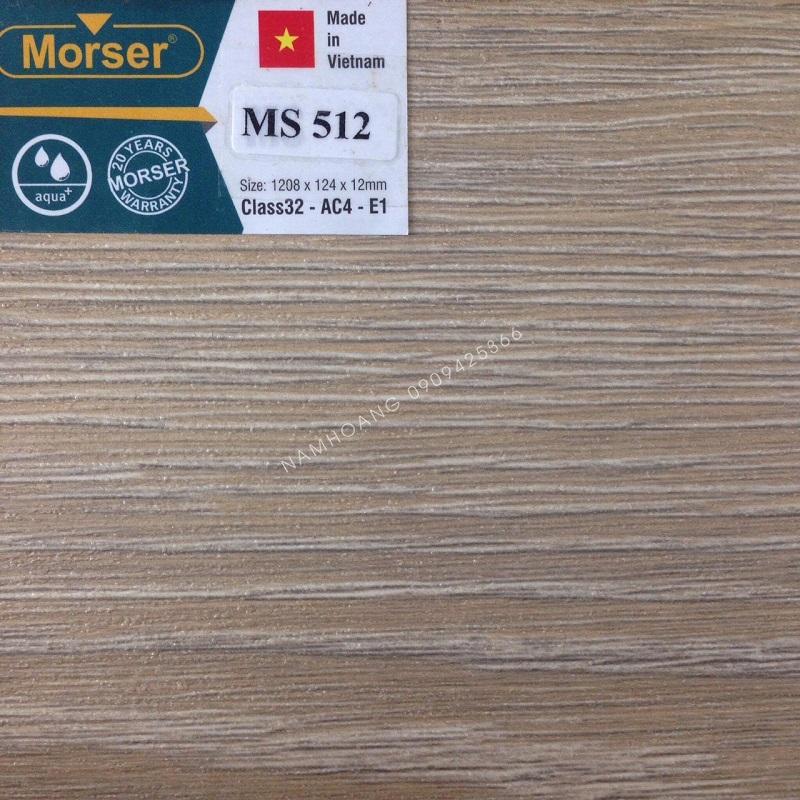 Morser®
Made
in
Vietnam
MS 512
aqua+
20 YEARS
MORSER
WARRANTY
Size: 1208 x 124 x 12mm
Class32 - AC4 - E1
NAMHOANG 0909425366